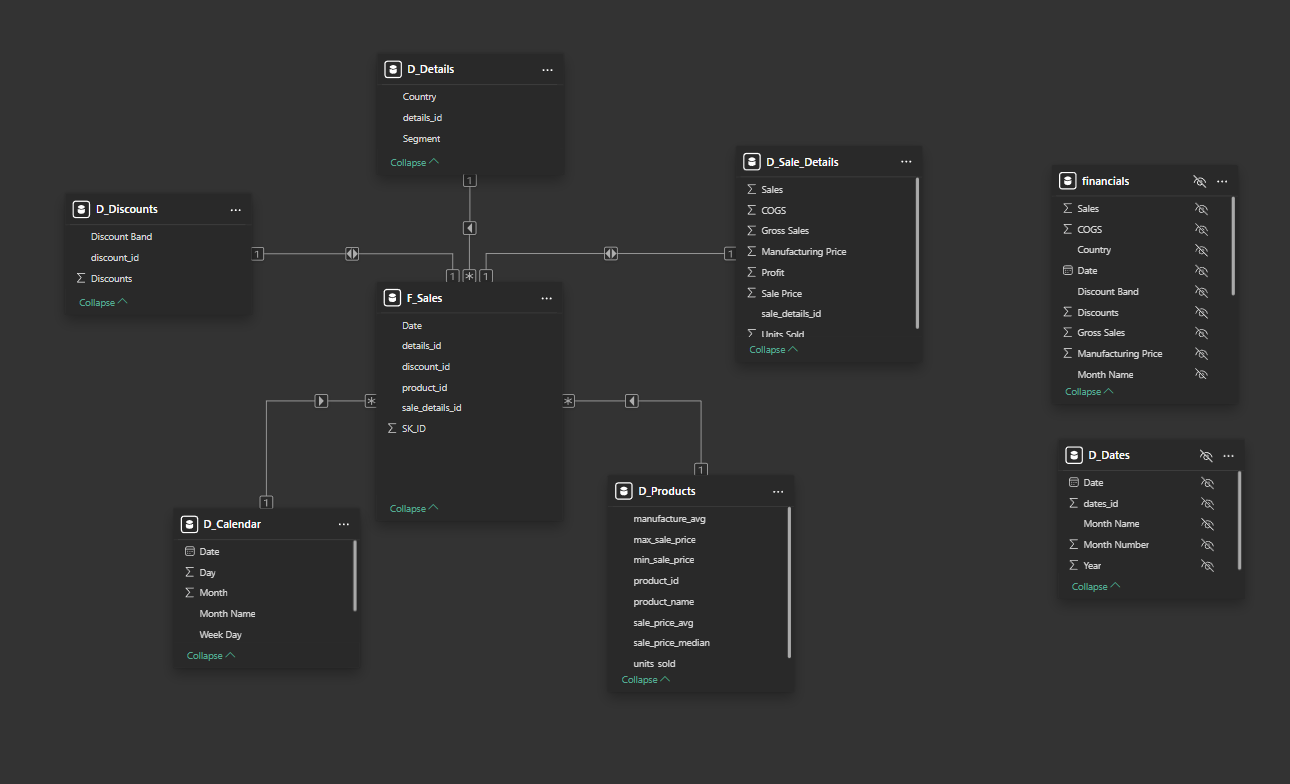 D_Details
Country
details_id
Segment
Collapse
D_Sale_Details
Sales
COGS
Gross Sales
Manufacturing Price
Profit
Sale Price
sale_details_id
Units Sold
Collapse
financials
Sales
COGS
Country
Date
Discount Band
Discounts
Gross Sales
Manufacturing Price
Month Name
Collapse
D_Discounts
Discount Band
discount_id
Discounts
Collapse
1
1
1
1
1
*
1
F_Sales
Date
details_id
discount_id
product_id
sale_details_id
SK_ID
Collapse
*
*
1
1
D_Dates
Date
dates_id
Month Name
Month Number
Year
Collapse
D_Products
manufacture_avg
max_sale_price
min_sale_price
product_id
product_name
sale_price_avg
sale_price_median
units_sold
Collapse
D_Calendar
Date
Day
Month
Month Name
Week Day
Collapse